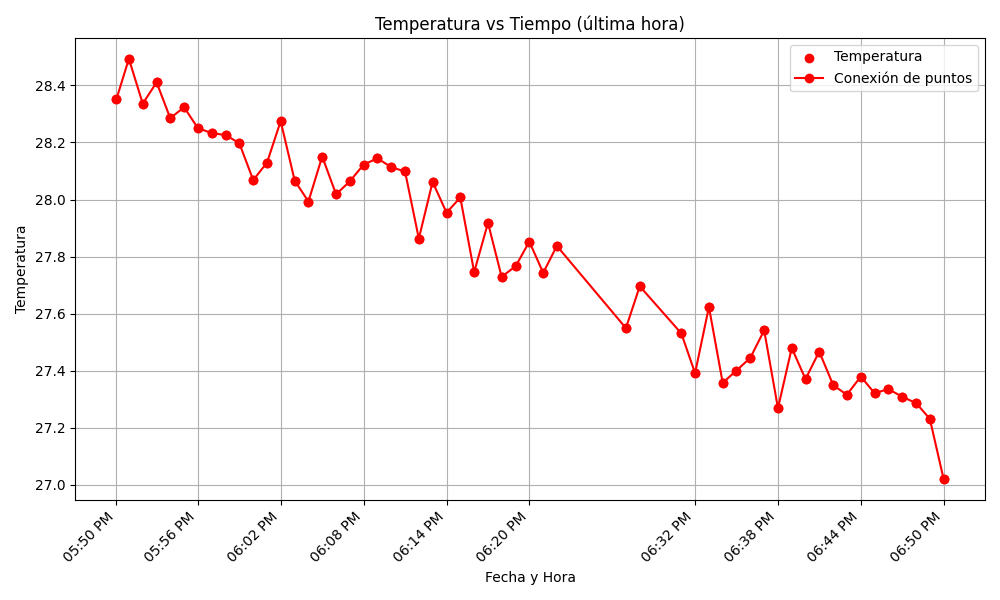 Temperatura vs Tiempo (última hora)
Temperatura
Conexión de puntos
28.4
28.2
28.0
27.8
27.6
27.4
27.2
27.0
Temperatura
05:50 PM
05:56 PM
06:02 PM
06:08 PM
06:14 PM
06:20 PM
06:32 PM
06:38 PM
06:44 PM
06:50 PM
Fecha y Hora